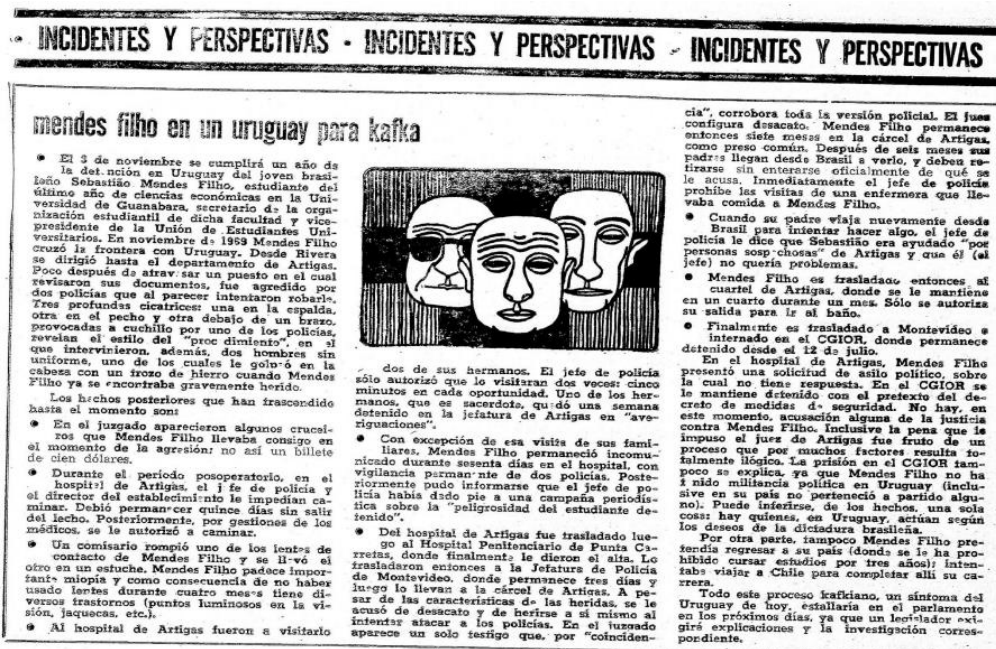 INCIDENTES Y PERSPECTIVAS - INCIDENTES Y PERSPECTIVAS - INCIDENTES Y PERSPECTIVAS
mendes filho en un uruguay para kafka
• El 3 de noviembre se cumplirá un año de
la det.nción en Uruguay del joven brasi-
leño Sebastião Mendes Filho, estudiante del
último año de ciencias económicas en la Uni-
versidad de Guanabara, secretario de la orga-
nización estudiantil de dicha facultad y vice-
presidente de la Unión de Estudiantes Uni-
versitarios. En noviembre de 1969 Mendes Filho
cruzó la frontera con Uruguay. Desde Rivera
se dirigió hasta el departamento de Artigas.
Poco después de atrav:sar un puesto en el cual
revisaron sus documentos, fue agredido por
dos policías que al parecer intentaron robarle.
Tres profundas cicatrices: una en la espalda,
otra en el pecho y otra debajo de un brazo,
provocadas a cuchillo por uno de los policías,
revelan el estilo del "proc dimiento", en el
que intervinieron, además, dos hombres sin
uniforme, uno de los cuales le golpeó en la
cabeza con un trozo de hierro cuando Mendes
Filho ya se encontraba gravemente herido.
Los hechos posteriores que han trascendido
hasta el momento son:
• En el juzgado aparecieron algunos crucei-
ros que Mendes Filho llevaba consigo en
el momento de la agresión; no así un billete
de cien dólares.
• Durante el período posoperatorio, en el
hospital de Artigas, el j fe de policía y
el director del establecimiento le impedían ca-
minar. Debió permanecer quince días sin salir
del lecho. Posteriormente, por gestiones de los
médicos, se le autorizó a caminar.
• Un comisario rompió uno de los lentes de
contacto de Mendes Filho y se llevó el
otro en un estuche. Mendes Filho padece impor-
tante miopía y como consecuencia de no haber
usado lentes durante cuatro meses tiene di-
versos trastornos (puntos luminosos en la vi-
sión, jaquecas, etc.).
• Al hospital de Artigas fueron a visitarlo
dos de sus hermanos. El jefe de policía
sólo autorizó que lo visitaran dos veces: cinco
minutos en cada oportunidad. Uno de los her-
manos, que es sacerdote, quedó una semana
detenido en la jefatura de Artigas en "ave-
riguaciones".
• Con excepción de esa visita de sus fami-
liares, Mendes Filho permaneció incomu-
nicado durante sesenta días en el hospital, con
vigilancia permanente de dos policías. Poste-
riormente pudo informarse que el jefe de po-
licía había dado pie a una campaña periodís-
tica sobre la "peligrosidad del estudiante de-
tenido".
• Del hospital de Artigas fue trasladado lue-
go al Hospital Penitenciario de Punta Ca-
rretas, donde finalmente le dieron el alta. Lo
trasladaron entonces a la Jefatura de Policía
de Montevideo, donde permanece tres días y
luego lo llevan a la cárcel de Artigas. A pe-
sar de las características de las heridas, se le
acusó de desacato y de herirse a sí mismo al
intentar atacar a los policías. En el juzgado
aparece un solo testigo que, por "coinciden-
cia", corrobora toda la versión policial. El juez
configura desacato. Mendes Filho permanece
entonces siete meses en la cárcel de Artigas,
como preso común. Después de seis meses sus
padres llegan desde Brasil a verlo, y deben re-
tirarse sin enterarse oficialmente de qué se
le acusa. Inmediatamente el jefe de policía
prohíbe las visitas de una enfermera que lle-
vaba comida a Mendes Filho.
• Cuando su padre viaja nuevamente desde
Brasil para intentar hacer algo, el jefe de
policía le dice que Sebastião era ayudado "por
personas sosp-chosas" de Artigas y que él (el
jefe) no quería problemas.
• Mendes Filho es trasladado entonces al
cuartel de Artigas, donde se le mantiene
en un cuarto durante un mes. Sólo se autoriza
su salida para ir al baño.
• Finalmente es trasladado a Montevideo e
internado en el CGIOR, donde permanece
detenido desde el 12 de julio.
En el hospital de Artigas, Mendes Filho
presentó una solicitud de asilo político, sobre
la cual no tiene respuesta. En el CGIOR se
le mantiene detenido con el pretexto del de-
creto de medidas de seguridad. No hay, en
este momento, acusación alguna de la justicia
contra Mendes Filho. Inclusive la pena que le
impuso el juez de Artigas fue fruto de un
proceso que por muchos factores resulta to-
talmente ilógico. La prisión en el CGIOR tam-
poco se explica, ya que Mendes Filho no ha
t nido militancia política en Uruguay (inclu-
sive en su país no perteneció a partido algu-
no). Puede inferirse, de los hechos, una sola
cosa: hay quienes, en Uruguay, actúan según
los deseos de la dictadura brasileña.
Por otra parte, tampoco Mendes Filho pre-
tendía regresar a su país (donde se le ha pro-
hibido cursar estudios por tres años); inten-
taba viajar a Chile para completar allí su ca-
rrera.
Todo este proceso kafkiano, un síntoma del
Uruguay de hoy, estallaría en el parlamento
en los próximos días, ya que un legislador exi-
girá explicaciones y la investigación corres-
pondiente.